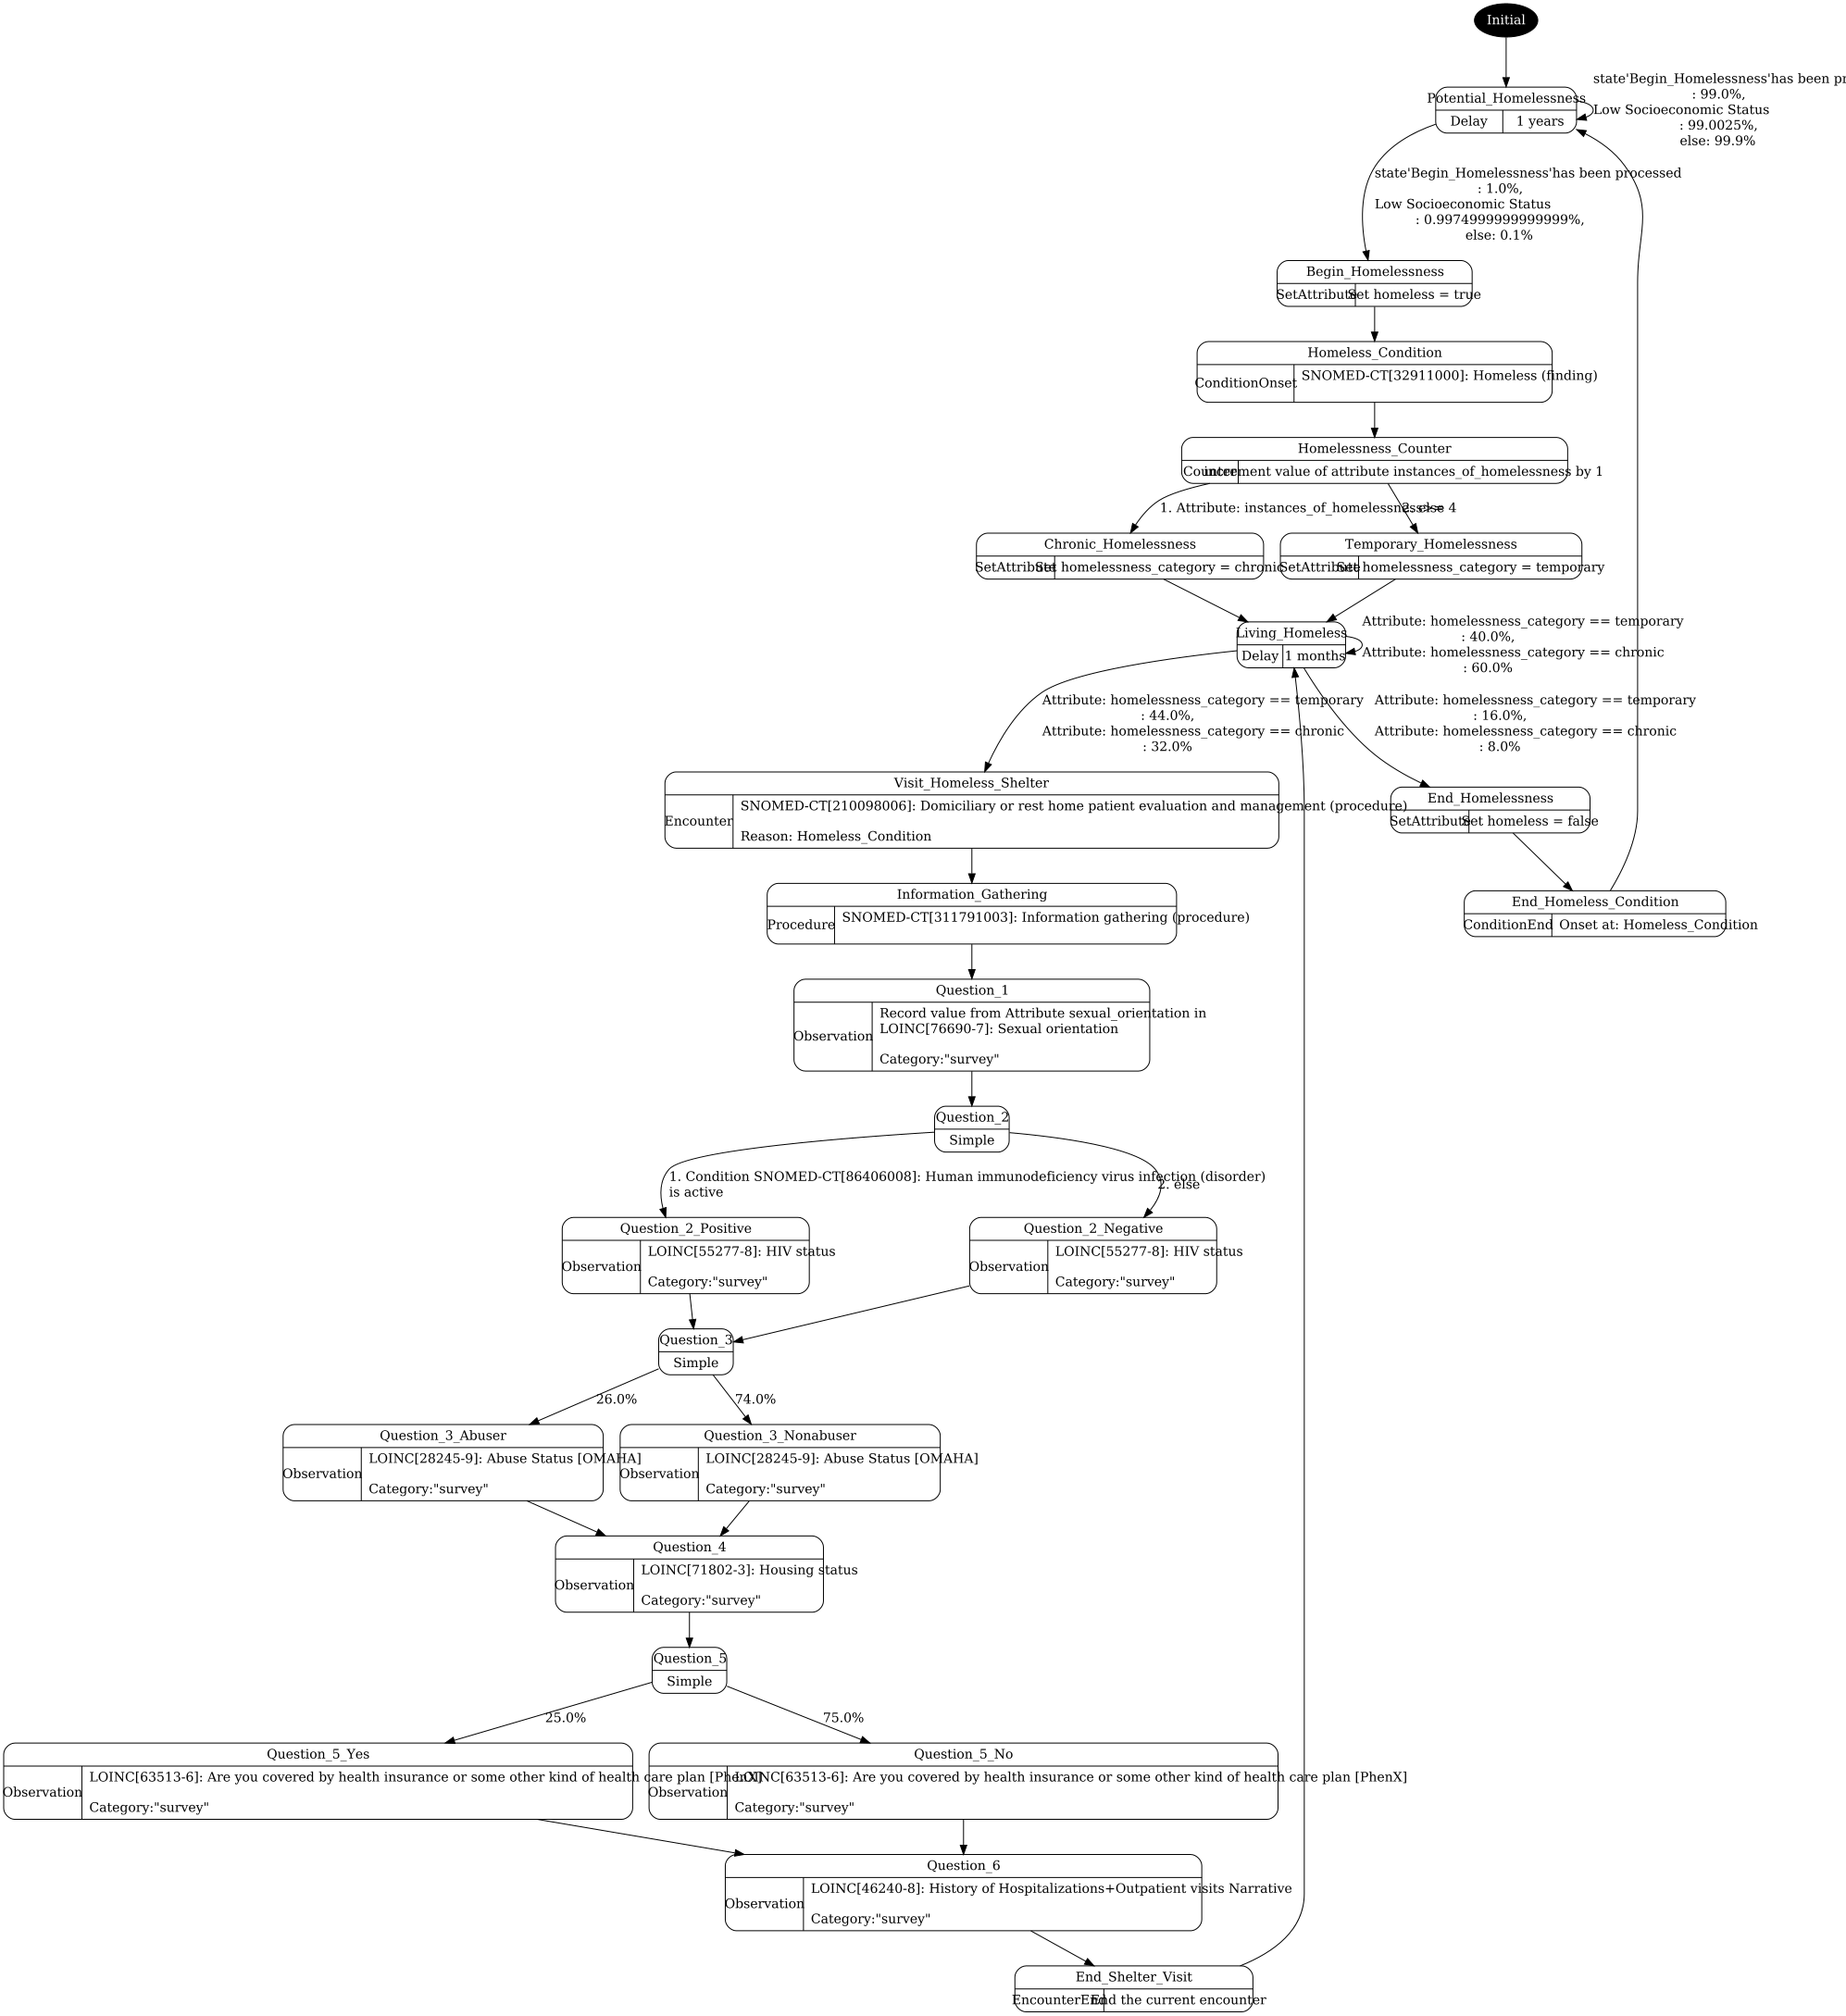 Initial
state'Begin_Homelessness'has been pr
: 99.0%,
Low Socioeconomic Status
: 99.0025%,
else: 99.9%
Potential_Homelessness
Delay 1 years
state'Begin_Homelessness'has been processed
: 1.0%,
Low Socioeconomic Status
: 0.9974999999999999%,
else: 0.1%
Begin_Homelessness
SetAttribute Set homeless = true
Homeless_Condition
ConditionOnset SNOMED-CT[32911000]: Homeless (finding)
Homelessness_Counter
Counter increment value of attribute instances_of_homelessness by 1
1. Attribute: instances_of_homelessness >= 4
2. else
Chronic_Homelessness
SetAttribute Set homelessness_category = chronic
Temporary_Homelessness
SetAttribute Set homelessness_category = temporary
Living_Homeless
Delay 1 months
Attribute: homelessness_category == temporary
: 40.0%,
Attribute: homelessness_category == chronic
: 60.0%
Attribute: homelessness_category == temporary
: 44.0%,
Attribute: homelessness_category == chronic
: 32.0%
Attribute: homelessness_category == temporary
: 16.0%,
Attribute: homelessness_category == chronic
: 8.0%
Visit_Homeless_Shelter
Encounter
SNOMED-CT[210098006]: Domiciliary or rest home patient evaluation and management (procedure)
Reason: Homeless_Condition
End_Homelessness
SetAttribute Set homeless = false
Information_Gathering
Procedure
SNOMED-CT[311791003]: Information gathering (procedure)
End_Homeless_Condition
ConditionEnd Onset at: Homeless_Condition
Question_1
Observation
Record value from Attribute sexual_orientation in
LOINC[76690-7]: Sexual orientation
Category:"survey"
Question_2
Simple
1. Condition SNOMED-CT[86406008]: Human immunodeficiency virus infection (disorder)
is active
2. else
Question_2_Positive
Observation
LOINC[55277-8]: HIV status
Category:"survey"
Question_2_Negative
Observation
LOINC[55277-8]: HIV status
Category:"survey"
Question_3
Simple
26.0%
74.0%
Question_3_Abuser
Observation
LOINC[28245-9]: Abuse Status [OMAHA]
Category:"survey"
Question_3_Nonabuser
Observation
LOINC[28245-9]: Abuse Status [OMAHA]
Category:"survey"
Question_4
Observation
LOINC[71802-3]: Housing status
Category:"survey"
Question_5
Simple
25.0%
75.0%
Question_5_Yes
Observation
LOINC[63513-6]: Are you covered by health insurance or some other kind of health care plan [PhenX]
Category:"survey"
Question_5_No
Observation
LOINC[63513-6]: Are you covered by health insurance or some other kind of health care plan [PhenX]
Category:"survey"
Question_6
Observation
LOINC[46240-8]: History of Hospitalizations+Outpatient visits Narrative
Category:"survey"
End_Shelter_Visit
EncounterEnd End the current encounter